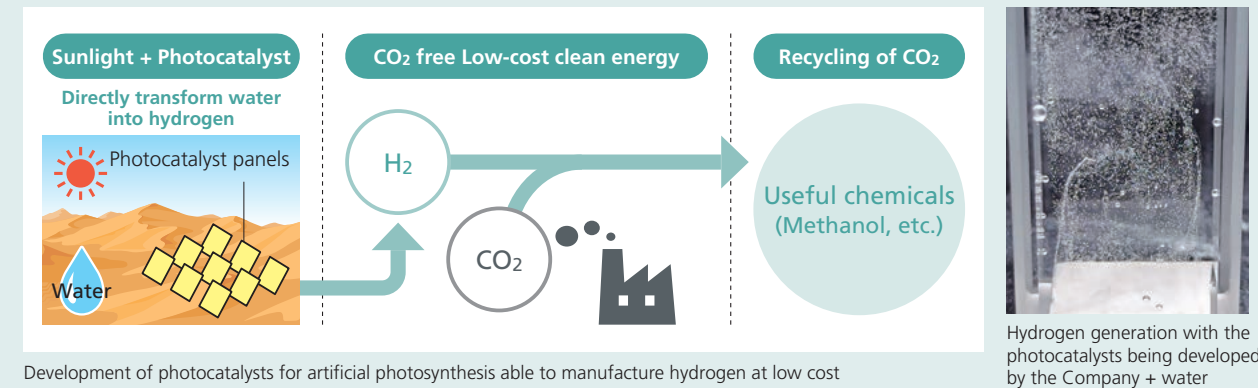 Sunlight + Photocatalyst
CO2 free Low-cost clean energy
Recycling of CO2
Directly transform water
into hydrogen
Photocatalyst panels
Water
H2
CO2
Useful chemicals
(Methanol, etc.)
Development of photocatalysts for artificial photosynthesis able to manufacture hydrogen at low cost
Hydrogen generation with the
photocatalysts being developed
by the Company + water